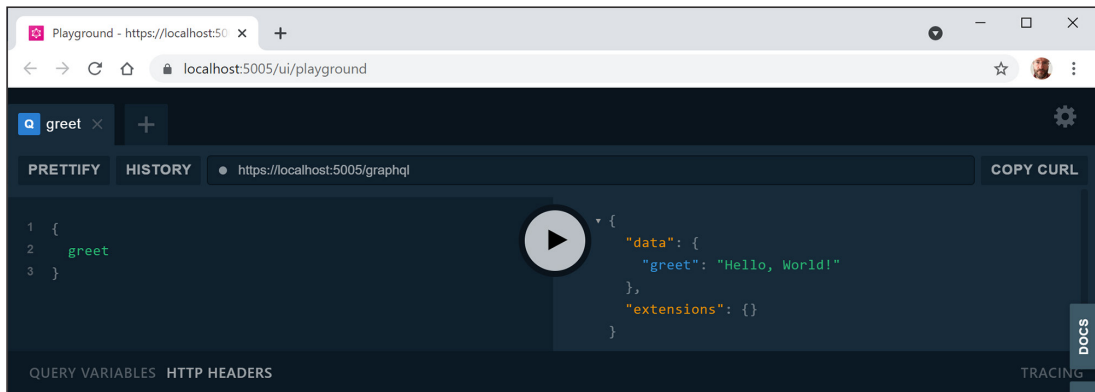 Playground - https://localhost:50
localhost:5005/ui/playground
Q greet
PRETTIFY HISTORY https://localhost:5005/graphql COPY CURL
1 {
2 greet
3 }
{
"data": {
"greet": "Hello, World!"
},
"extensions": {}
}
DOCS
QUERY VARIABLES HTTP HEADERS TRACING